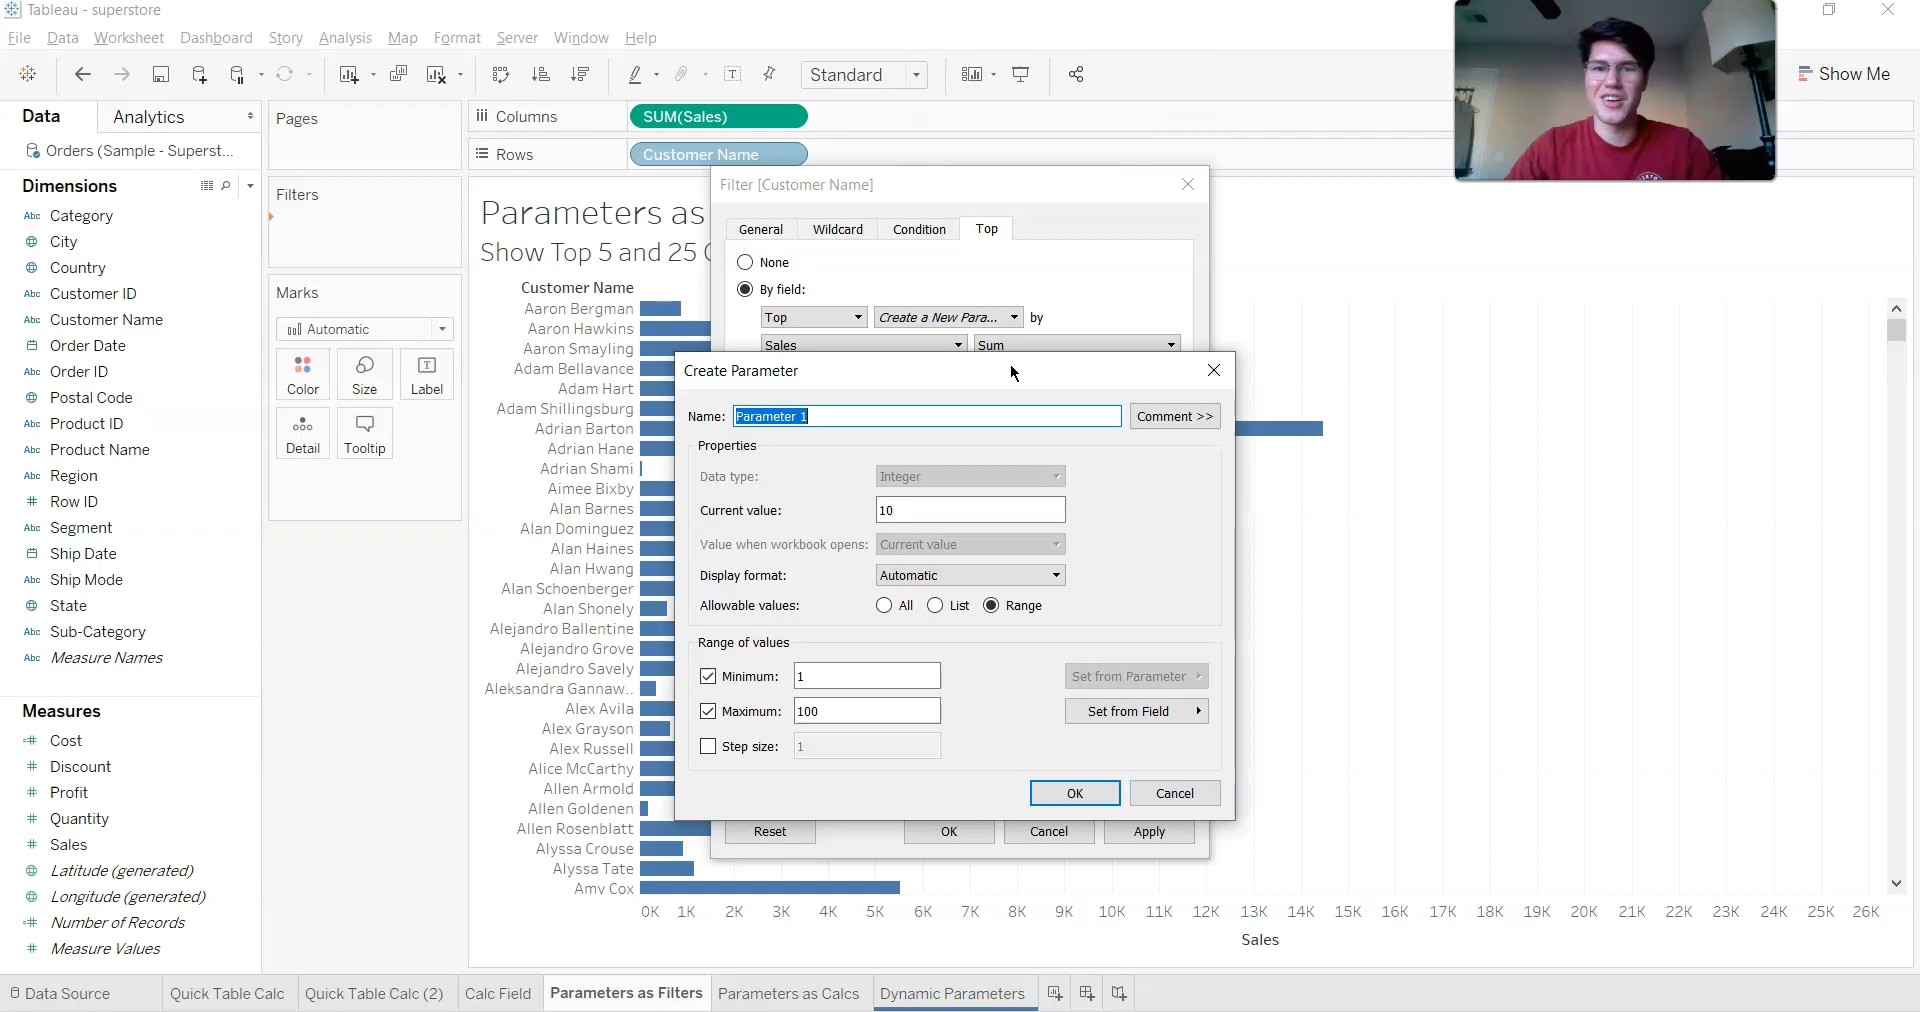 Tableau - superstore
File Data Worksheet Dashboard Story Analysis Map Format Server Window Help
Standard
Show Me
Data Analytics
Orders (Sample - Superst...
Dimensions
Abc Category
City
Country
Abc Customer ID
Abc Customer Name
Order Date
Abc Order ID
Postal Code
Abc Product ID
Abc Product Name
Abc Region
# Row ID
Abc Segment
Ship Date
Abc Ship Mode
State
Abc Sub-Category
Abc Measure Names
Measures
=# Cost
# Discount
# Profit
# Quantity
# Sales
Latitude (generated)
Longitude (generated)
=# Number of Records
# Measure Values
Pages
Filters
Marks
Automatic
Color Size Label
Detail Tooltip
Columns SUM(Sales)
Rows Customer Name
Parameters as
Show Top 5 and 25 C
Customer Name
Aaron Bergman
Aaron Hawkins
Aaron Smayling
Adam Bellavance
Adam Hart
Adam Shillingsburg
Adrian Barton
Adrian Hane
Adrian Shami
Aimee Bixby
Alan Barnes
Alan Dominguez
Alan Haines
Alan Hwang
Alan Schoenberger
Alan Shonely
Alejandro Ballentine
Alejandro Grove
Alejandro Savely
Aleksandra Gannaw..
Alex Avila
Alex Grayson
Alex Russell
Alice McCarthy
Allen Arnold
Allen Goldenen
Allen Rosenblatt
Alyssa Crouse
Alyssa Tate
Amy Cox
0K 1K 2K 3K 4K 5K 6K 7K 8K 9K 10K 11K 12K 13K 14K 15K 16K 17K 18K 19K 20K 21K 22K 23K 24K 25K 26K
Sales
Filter [Customer Name]
General Wildcard Condition Top
None
By field:
Top Create a New Para... by
Sales Sum
Create Parameter
Name: Parameter 1 Comment >>
Properties
Data type: Integer
Current value: 10
Value when workbook opens: Current value
Display format: Automatic
Allowable values: All List Range
Range of values
Minimum: 1 Set from Parameter
Maximum: 100 Set from Field
Step size: 1
OK Cancel
Reset OK Cancel Apply
Data Source Quick Table Calc Quick Table Calc (2) Calc Field Parameters as Filters Parameters as Calcs Dynamic Parameters